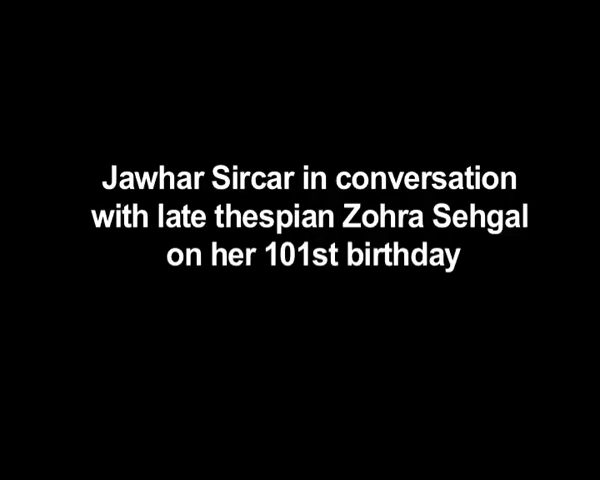 Jawhar Sircar in conversation
with late thespian Zohra Sehgal
on her 101st birthday